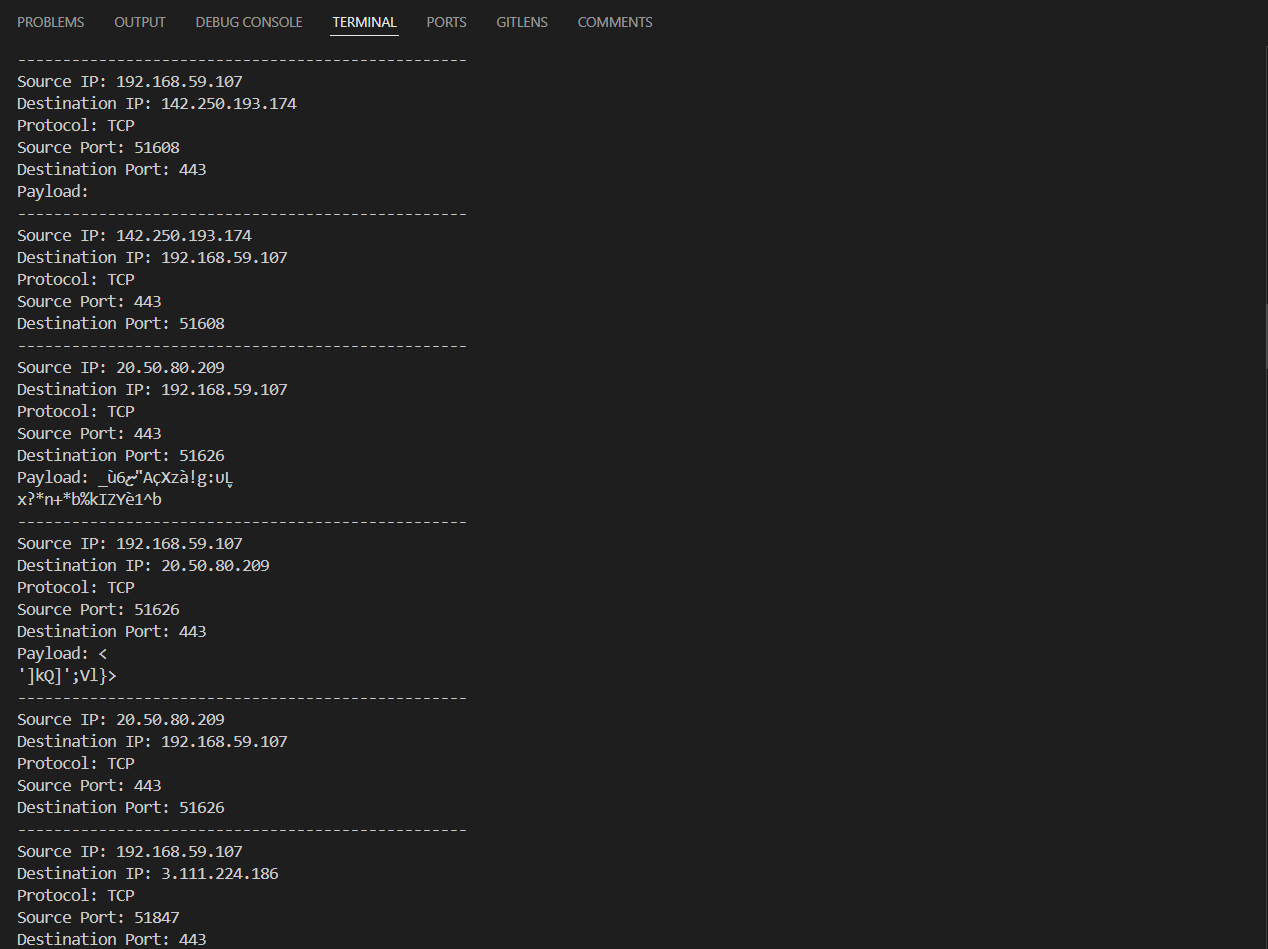 PROBLEMS OUTPUT DEBUG CONSOLE TERMINAL PORTS GITLENS COMMENTS
--------------------------------------------------
Source IP: 192.168.59.107
Destination IP: 142.250.193.174
Protocol: TCP
Source Port: 51608
Destination Port: 443
Payload:
--------------------------------------------------
Source IP: 142.250.193.174
Destination IP: 192.168.59.107
Protocol: TCP
Source Port: 443
Destination Port: 51608
--------------------------------------------------
Source IP: 20.50.80.209
Destination IP: 192.168.59.107
Protocol: TCP
Source Port: 443
Destination Port: 51626
Payload:
x?*n+*b%kIZYè1^b
--------------------------------------------------
Source IP: 192.168.59.107
Destination IP: 20.50.80.209
Protocol: TCP
Source Port: 51626
Destination Port: 443
Payload: <
']kQ]';Vl}>
--------------------------------------------------
Source IP: 20.50.80.209
Destination IP: 192.168.59.107
Protocol: TCP
Source Port: 443
Destination Port: 51626
--------------------------------------------------
Source IP: 192.168.59.107
Destination IP: 3.111.224.186
Protocol: TCP
Source Port: 51847
Destination Port: 443